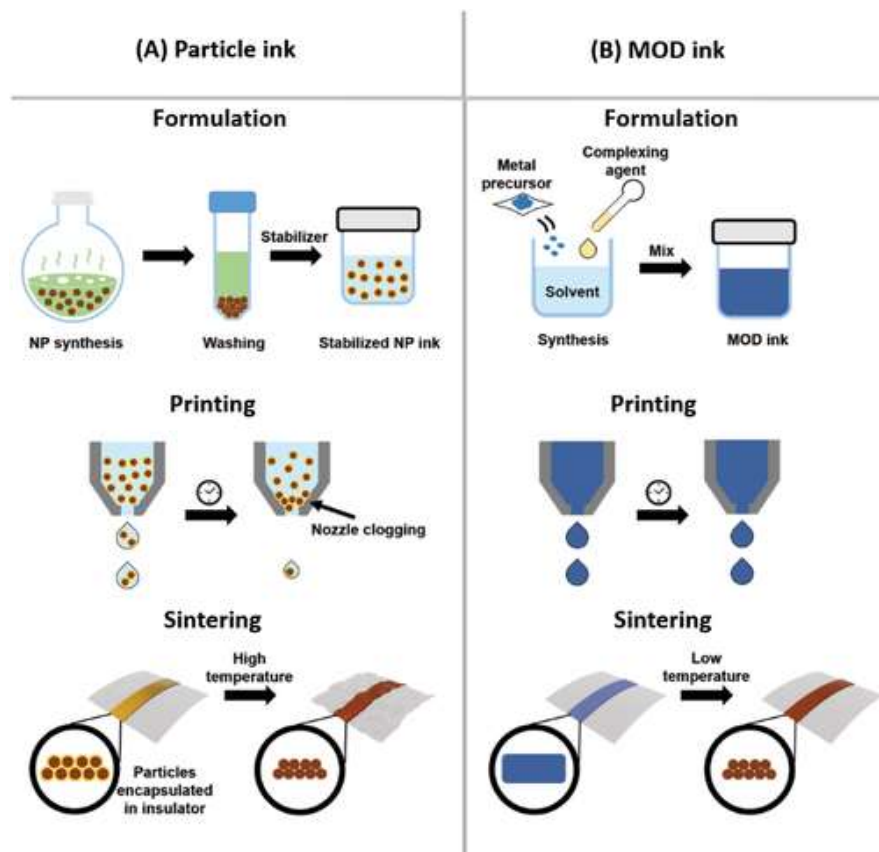 (A) Particle ink
Formulation
Stabilizer
NP synthesis
Washing
Stabilized NP ink
Printing
Nozzle clogging
Sintering
High
temperature
Particles
encapsulated
in insulator
(B) MOD ink
Formulation
Metal
precursor
Complexing
agent
Mix
Solvent
Synthesis
MOD ink
Printing
Sintering
Low
temperature